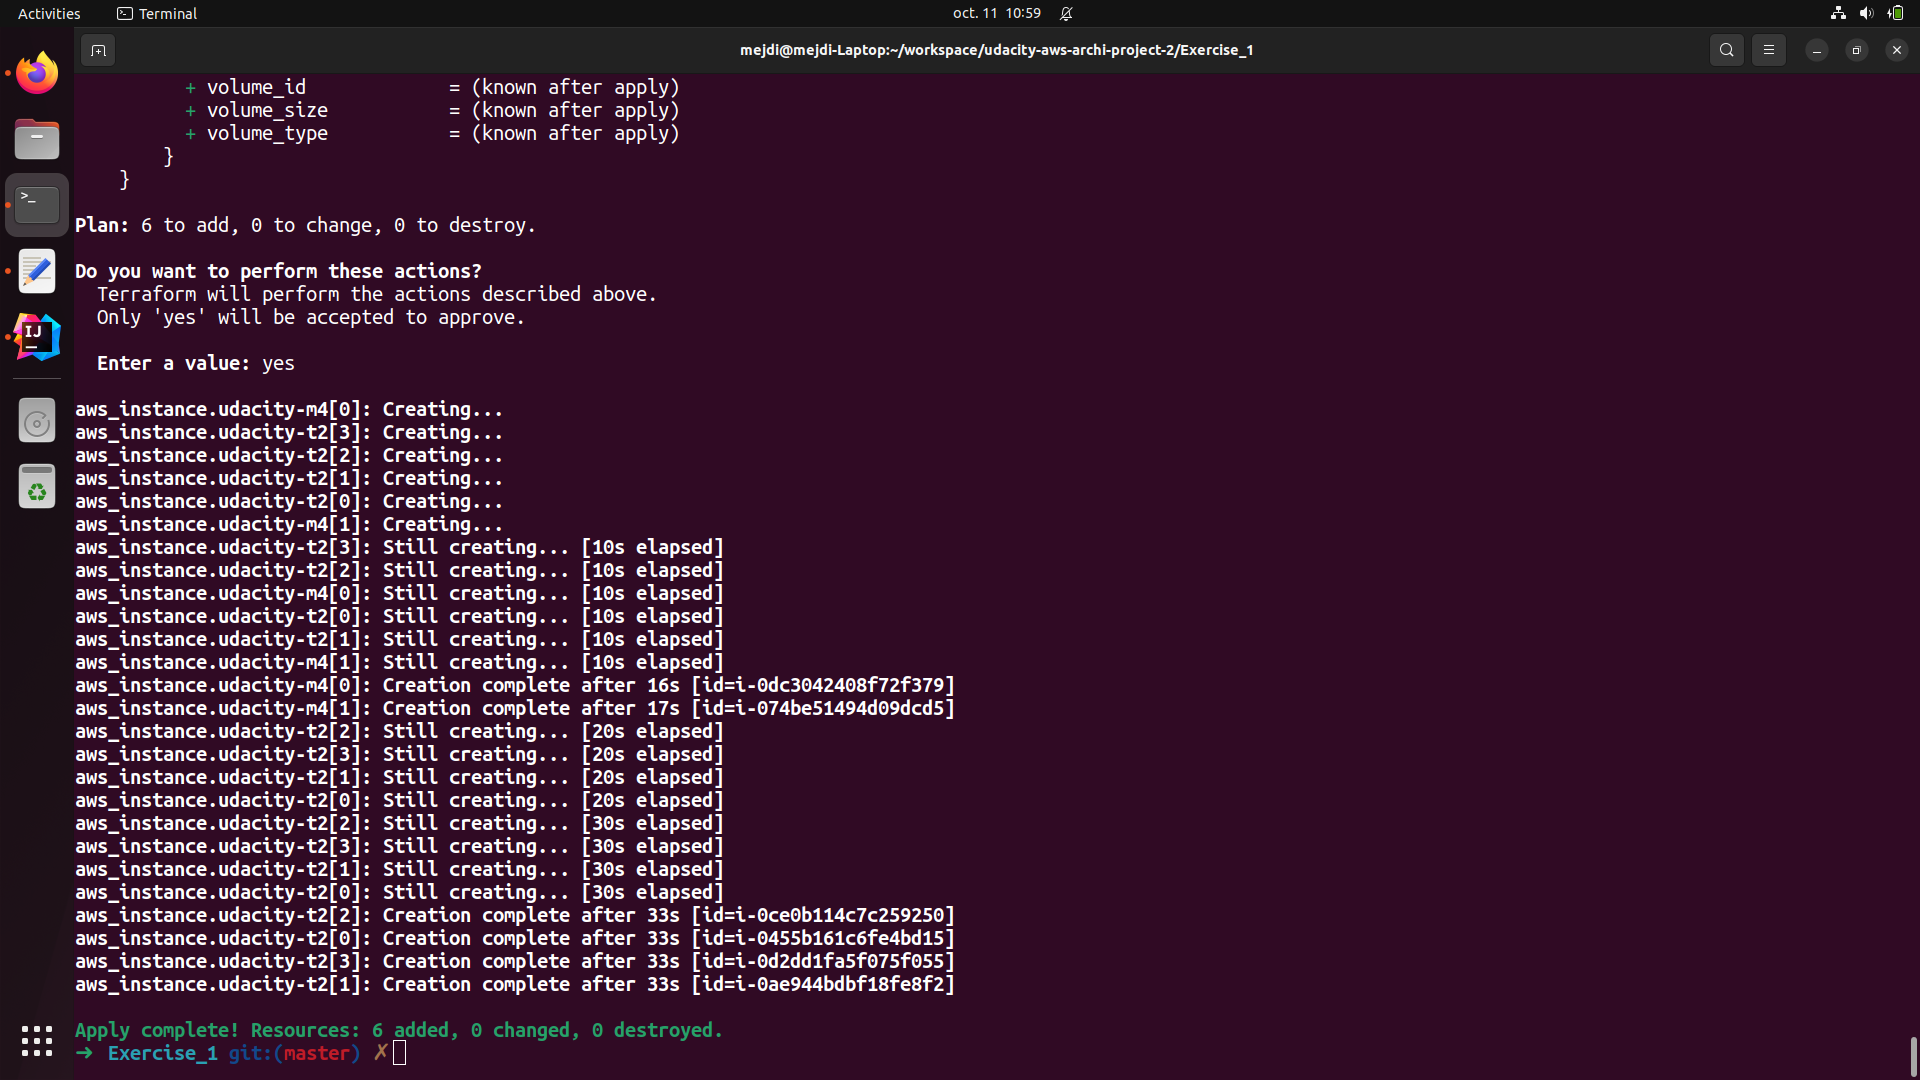 Activities
Terminal
oct. 11 10:59
mejdi@mejdi-Laptop:~/workspace/udacity-aws-archi-project-2/Exercise_1
+ volume_id = (known after apply)
+ volume_size = (known after apply)
+ volume_type = (known after apply)
}
}
Plan: 6 to add, 0 to change, 0 to destroy.
Do you want to perform these actions?
Terraform will perform the actions described above.
Only 'yes' will be accepted to approve.
Enter a value: yes
aws_instance.udacity-m4[0]: Creating...
aws_instance.udacity-t2[3]: Creating...
aws_instance.udacity-t2[2]: Creating...
aws_instance.udacity-t2[1]: Creating...
aws_instance.udacity-t2[0]: Creating...
aws_instance.udacity-m4[1]: Creating...
aws_instance.udacity-t2[3]: Still creating... [10s elapsed]
aws_instance.udacity-t2[2]: Still creating... [10s elapsed]
aws_instance.udacity-m4[0]: Still creating... [10s elapsed]
aws_instance.udacity-t2[0]: Still creating... [10s elapsed]
aws_instance.udacity-t2[1]: Still creating... [10s elapsed]
aws_instance.udacity-m4[1]: Still creating... [10s elapsed]
aws_instance.udacity-m4[0]: Creation complete after 16s [id=i-0dc3042408f72f379]
aws_instance.udacity-m4[1]: Creation complete after 17s [id=i-074be51494d09dcd5]
aws_instance.udacity-t2[2]: Still creating... [20s elapsed]
aws_instance.udacity-t2[3]: Still creating... [20s elapsed]
aws_instance.udacity-t2[1]: Still creating... [20s elapsed]
aws_instance.udacity-t2[0]: Still creating... [20s elapsed]
aws_instance.udacity-t2[2]: Still creating... [30s elapsed]
aws_instance.udacity-t2[3]: Still creating... [30s elapsed]
aws_instance.udacity-t2[1]: Still creating... [30s elapsed]
aws_instance.udacity-t2[0]: Still creating... [30s elapsed]
aws_instance.udacity-t2[2]: Creation complete after 33s [id=i-0ce0b114c7c259250]
aws_instance.udacity-t2[0]: Creation complete after 33s [id=i-0455b161c6fe4bd15]
aws_instance.udacity-t2[3]: Creation complete after 33s [id=i-0d2dd1fa5f075f055]
aws_instance.udacity-t2[1]: Creation complete after 33s [id=i-0ae944bdbf18fe8f2]
Apply complete! Resources: 6 added, 0 changed, 0 destroyed.
➜ Exercise_1 git:(master) ✗
IJ